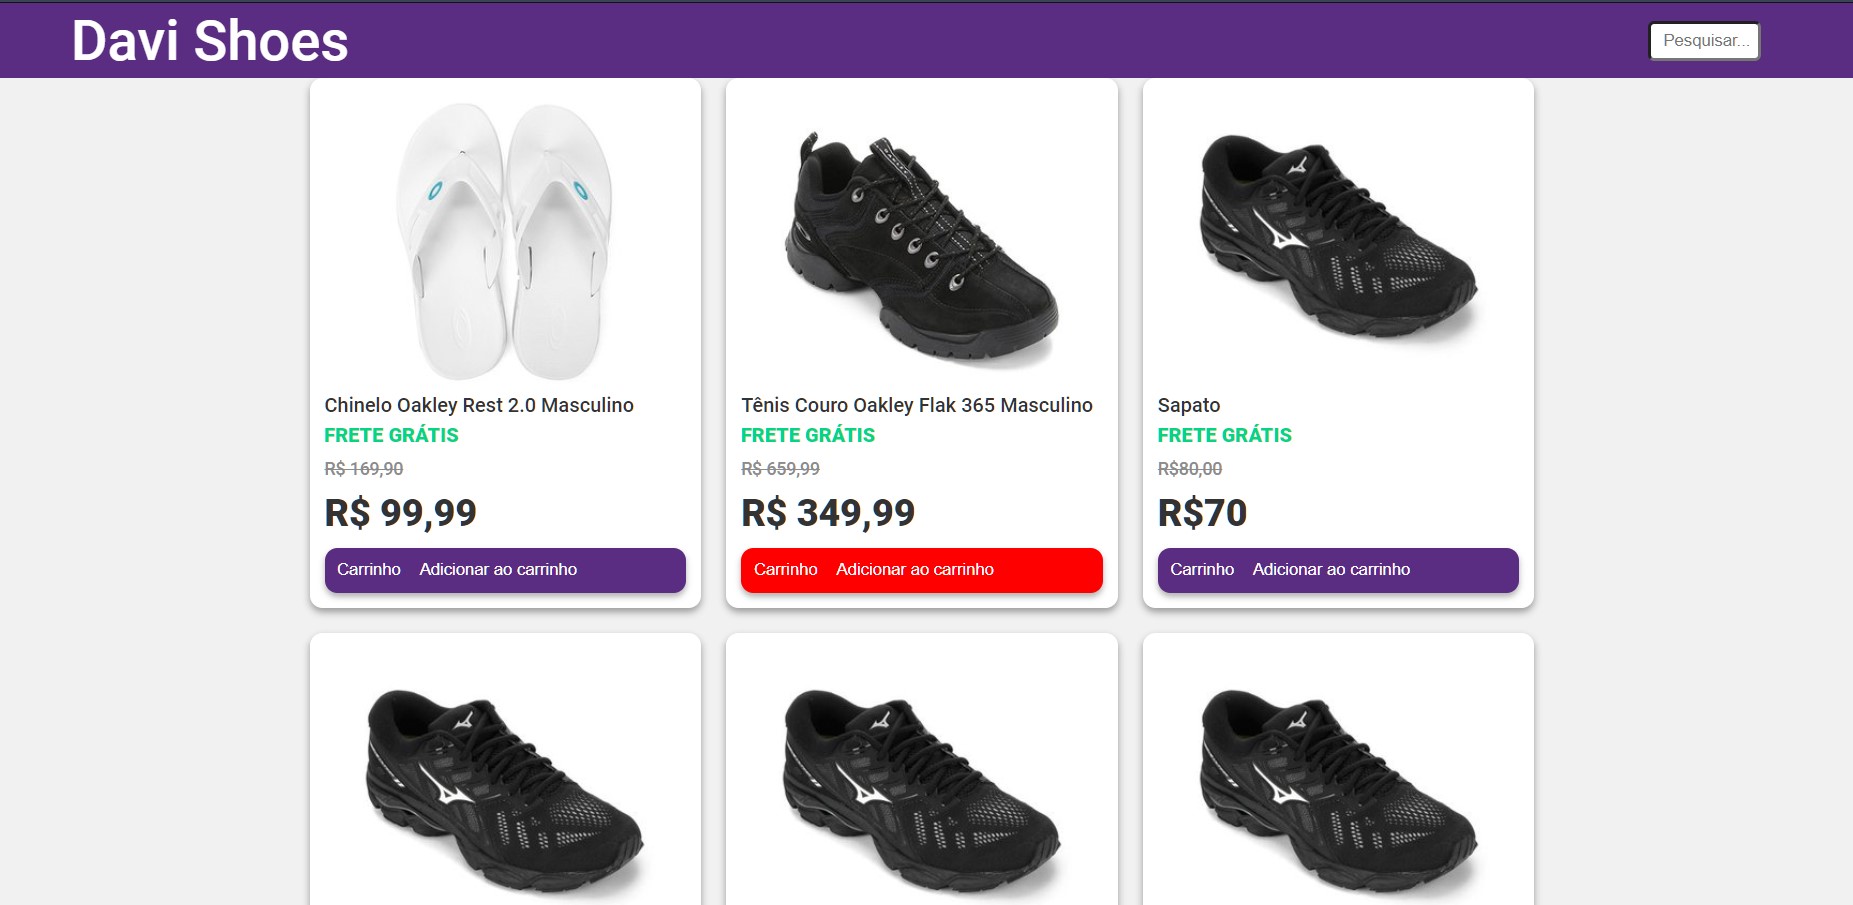 Davi Shoes
Pesquisar...
Chinelo Oakley Rest 2.0 Masculino
FRETE GRÁTIS
R$ 169,90
R$ 99,99
Carrinho Adicionar ao carrinho
Tênis Couro Oakley Flak 365 Masculino
FRETE GRÁTIS
R$ 659,99
R$ 349,99
Carrinho Adicionar ao carrinho
Sapato
FRETE GRÁTIS
R$80,00
R$70
Carrinho Adicionar ao carrinho